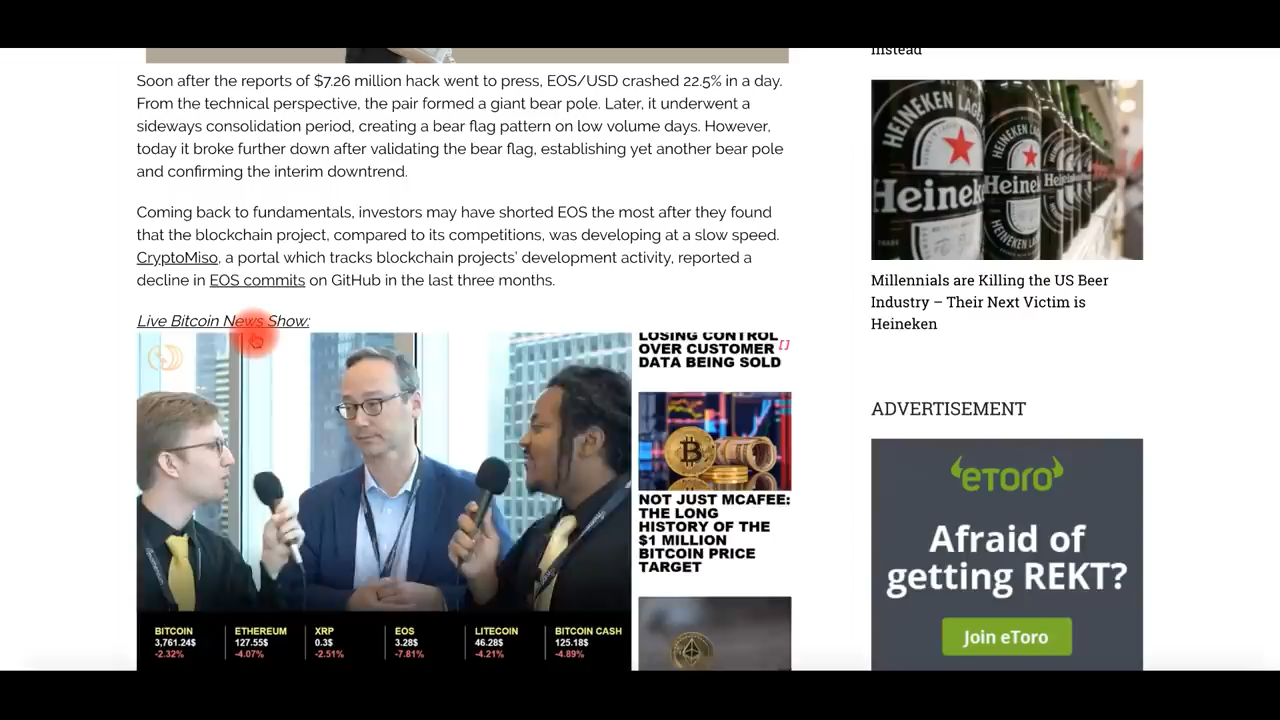 Soon after the reports of $7.26 million hack went to press, EOS/USD crashed 22.5% in a day.
From the technical perspective, the pair formed a giant bear pole. Later, it underwent a
sideways consolidation period, creating a bear flag pattern on low volume days. However,
today it broke further down after validating the bear flag, establishing yet another bear pole
and confirming the interim downtrend.
Coming back to fundamentals, investors may have shorted EOS the most after they found
that the blockchain project, compared to its competitions, was developing at a slow speed.
CryptoMiso, a portal which tracks blockchain projects' development activity, reported a
decline in EOS commits on GitHub in the last three months.
Live Bitcoin News Show:
LOSING CONTROL
OVER CUSTOMER
DATA BEING SOLD
[]
NOT JUST MCAFEE:
THE LONG
HISTORY OF THE
$1 MILLION
BITCOIN PRICE
TARGET
BITCOIN
3,761.24$
-2.32%
ETHEREUM
127.55$
-4.07%
XRP
0.3$
-2.51%
EOS
3.28$
-7.81%
LITECOIN
46.28$
-4.21%
BITCOIN CASH
125.18$
-4.89%
instead
HEINEKEN LAGER
Heineken
Millennials are Killing the US Beer
Industry – Their Next Victim is
Heineken
ADVERTISEMENT
eToro
Afraid of
getting REKT?
Join eToro